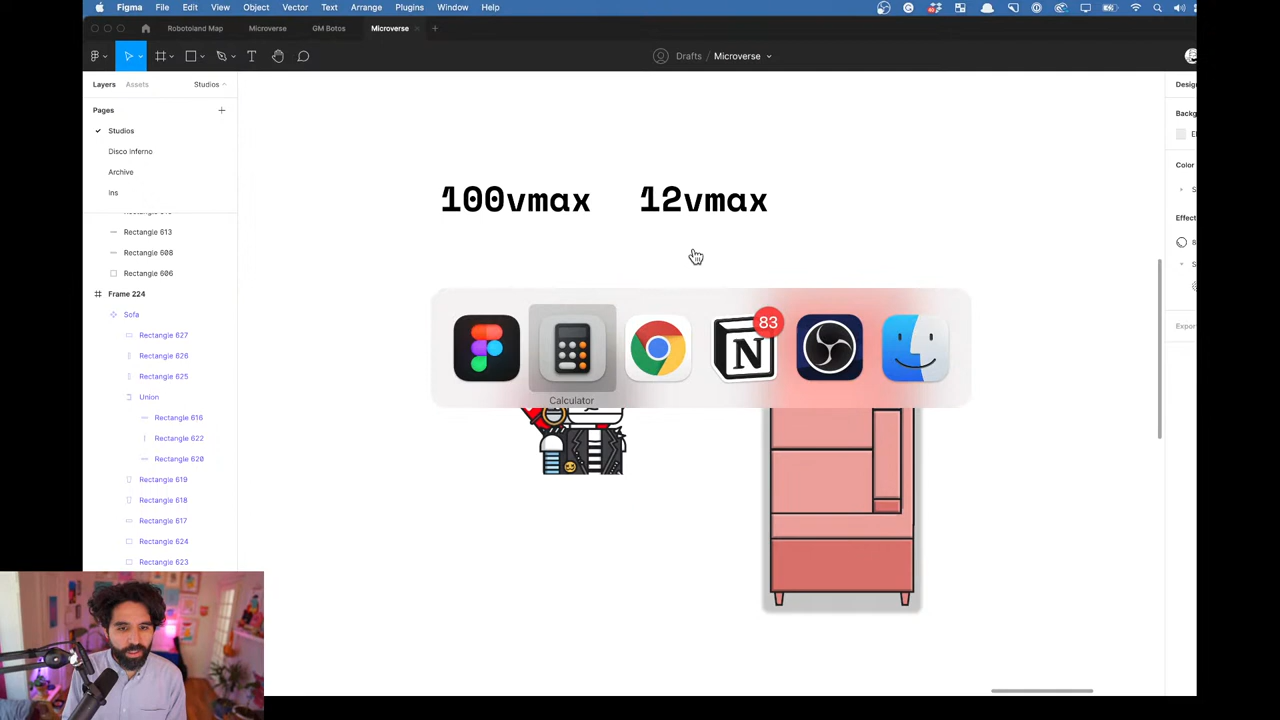 Figma File Edit View Object Vector Text Arrange Plugins Window Help
Robotoland Map Microverse GM Botos Microverse
Drafts / Microverse
Layers Assets Studios
Pages
Studios
Disco Inferno
Archive
Ins
Rectangle 613
Rectangle 608
Rectangle 606
Frame 224
Sofa
Rectangle 627
Rectangle 626
Rectangle 625
Union
Rectangle 616
Rectangle 622
Rectangle 620
Rectangle 619
Rectangle 618
Rectangle 617
Rectangle 624
Rectangle 623
100vmax 12vmax
83
N
Calculator
Color